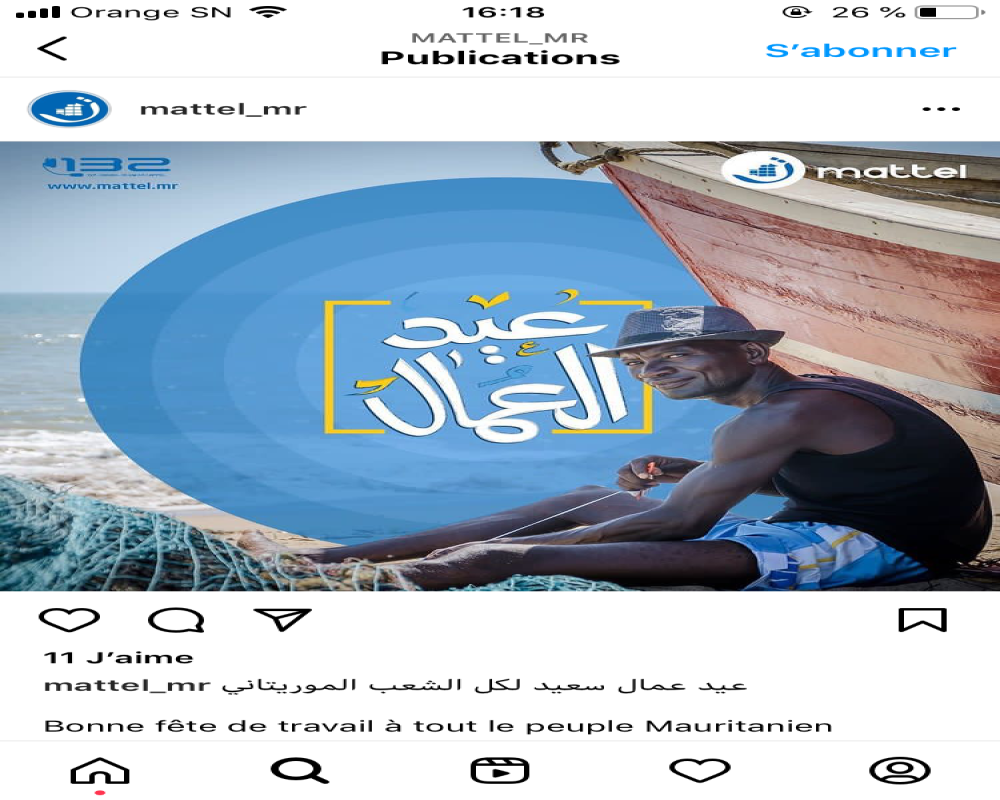 Orange SN 16:18 26 %
MATTEL_MR
Publications
S’abonner
mattel_mr
132
www.mattel.mr
mattel
عيد
العمال
11 J’aime
mattel_mr عيد عمال سعيد لكل الشعب الموريتاني
Bonne fête de travail à tout le peuple Mauritanien